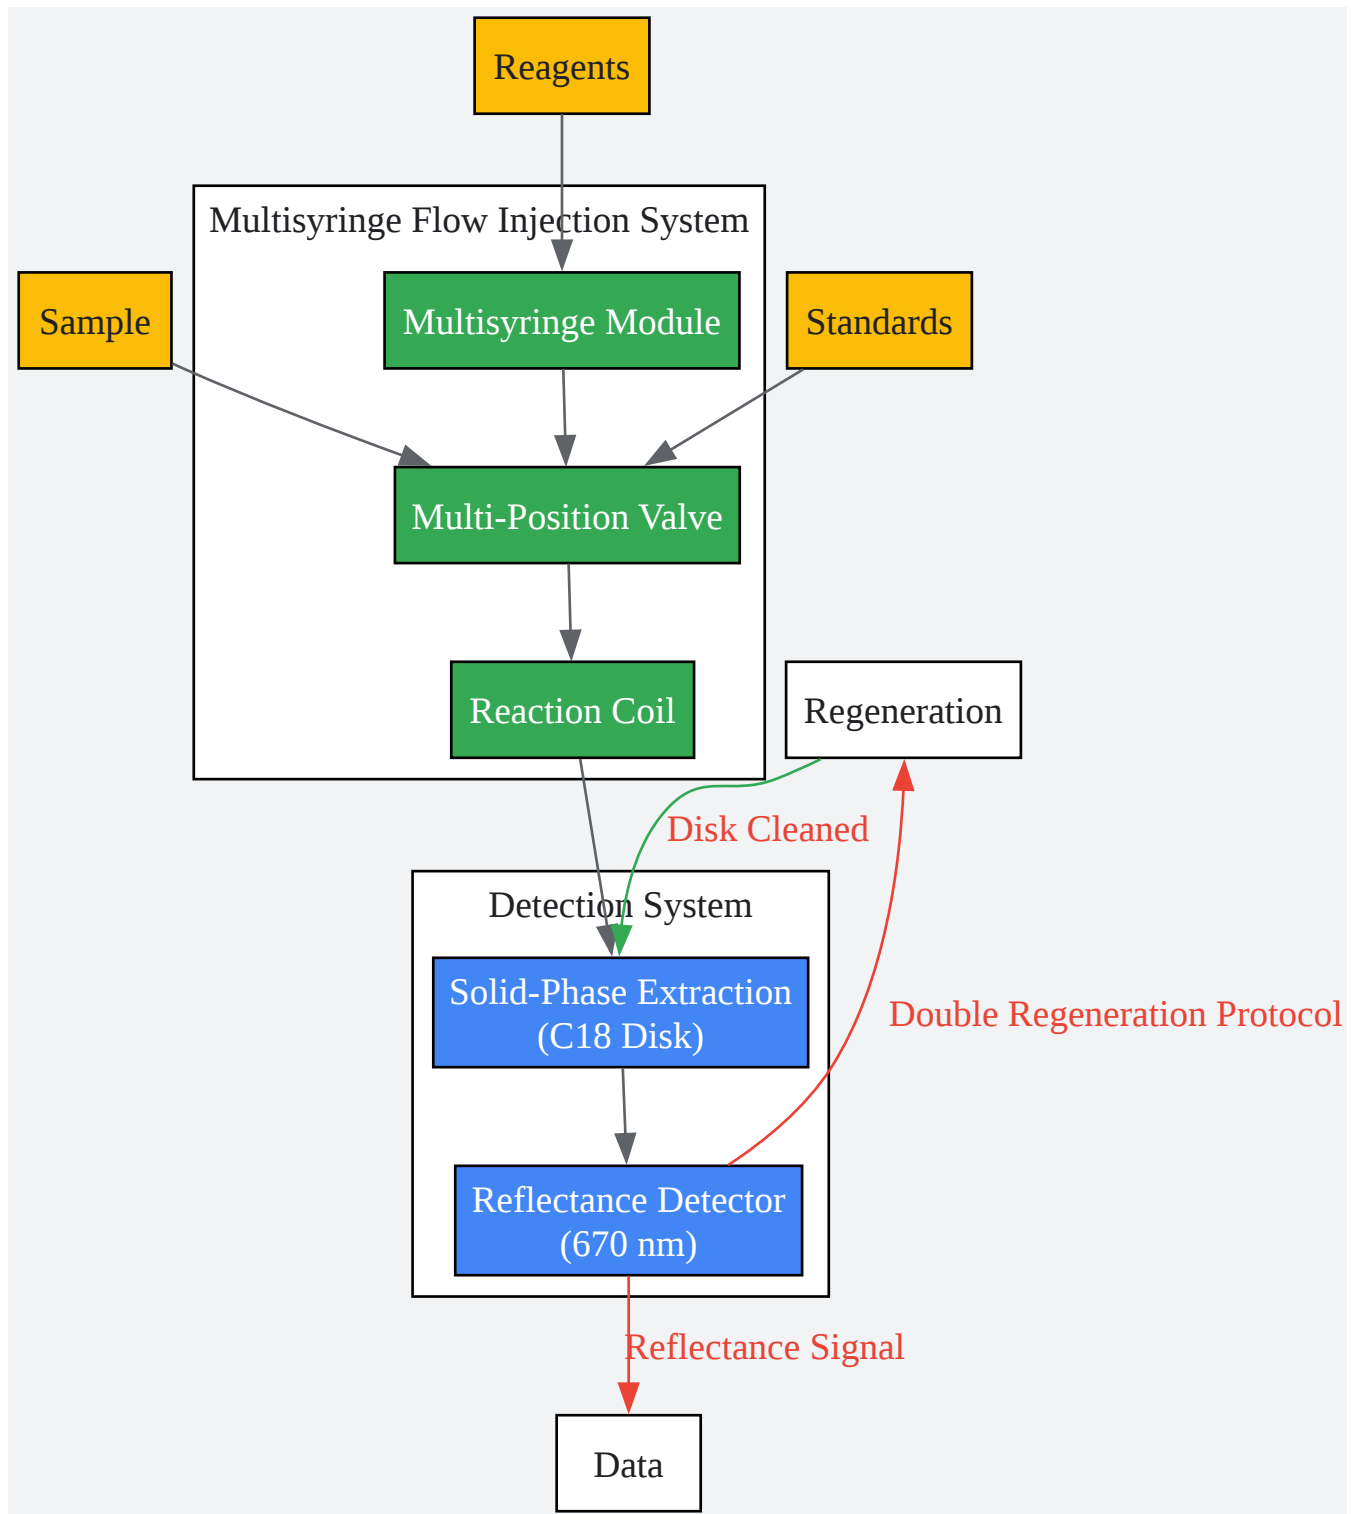 Reagents
Multisyringe Flow Injection System
Sample
Multisyringe Module
Standards
Multi-Position Valve
Reaction Coil
Regeneration
Disk Cleaned
Detection System
Solid-Phase Extraction
(C18 Disk)
Double Regeneration Protocol
Reflectance Detector
(670 nm)
Reflectance Signal
Data